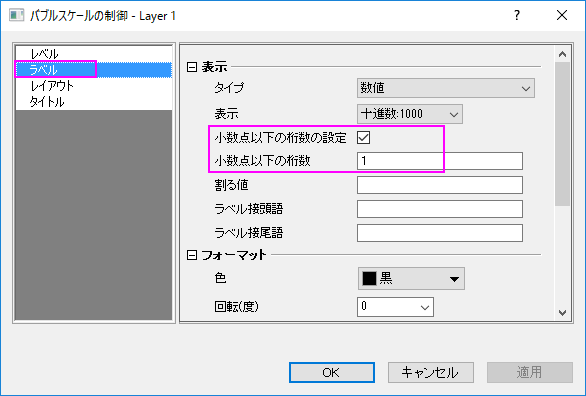 バブルスケールの制御 - Layer 1
レベル
ラベル
レイアウト
タイトル
表示
タイプ 数値
表示 十進数:1000
小数点以下の桁数の設定
小数点以下の桁数 1
割る値
ラベル接頭語
ラベル接尾語
フォーマット
色 黒
回転(度) 0
OK キャンセル 適用